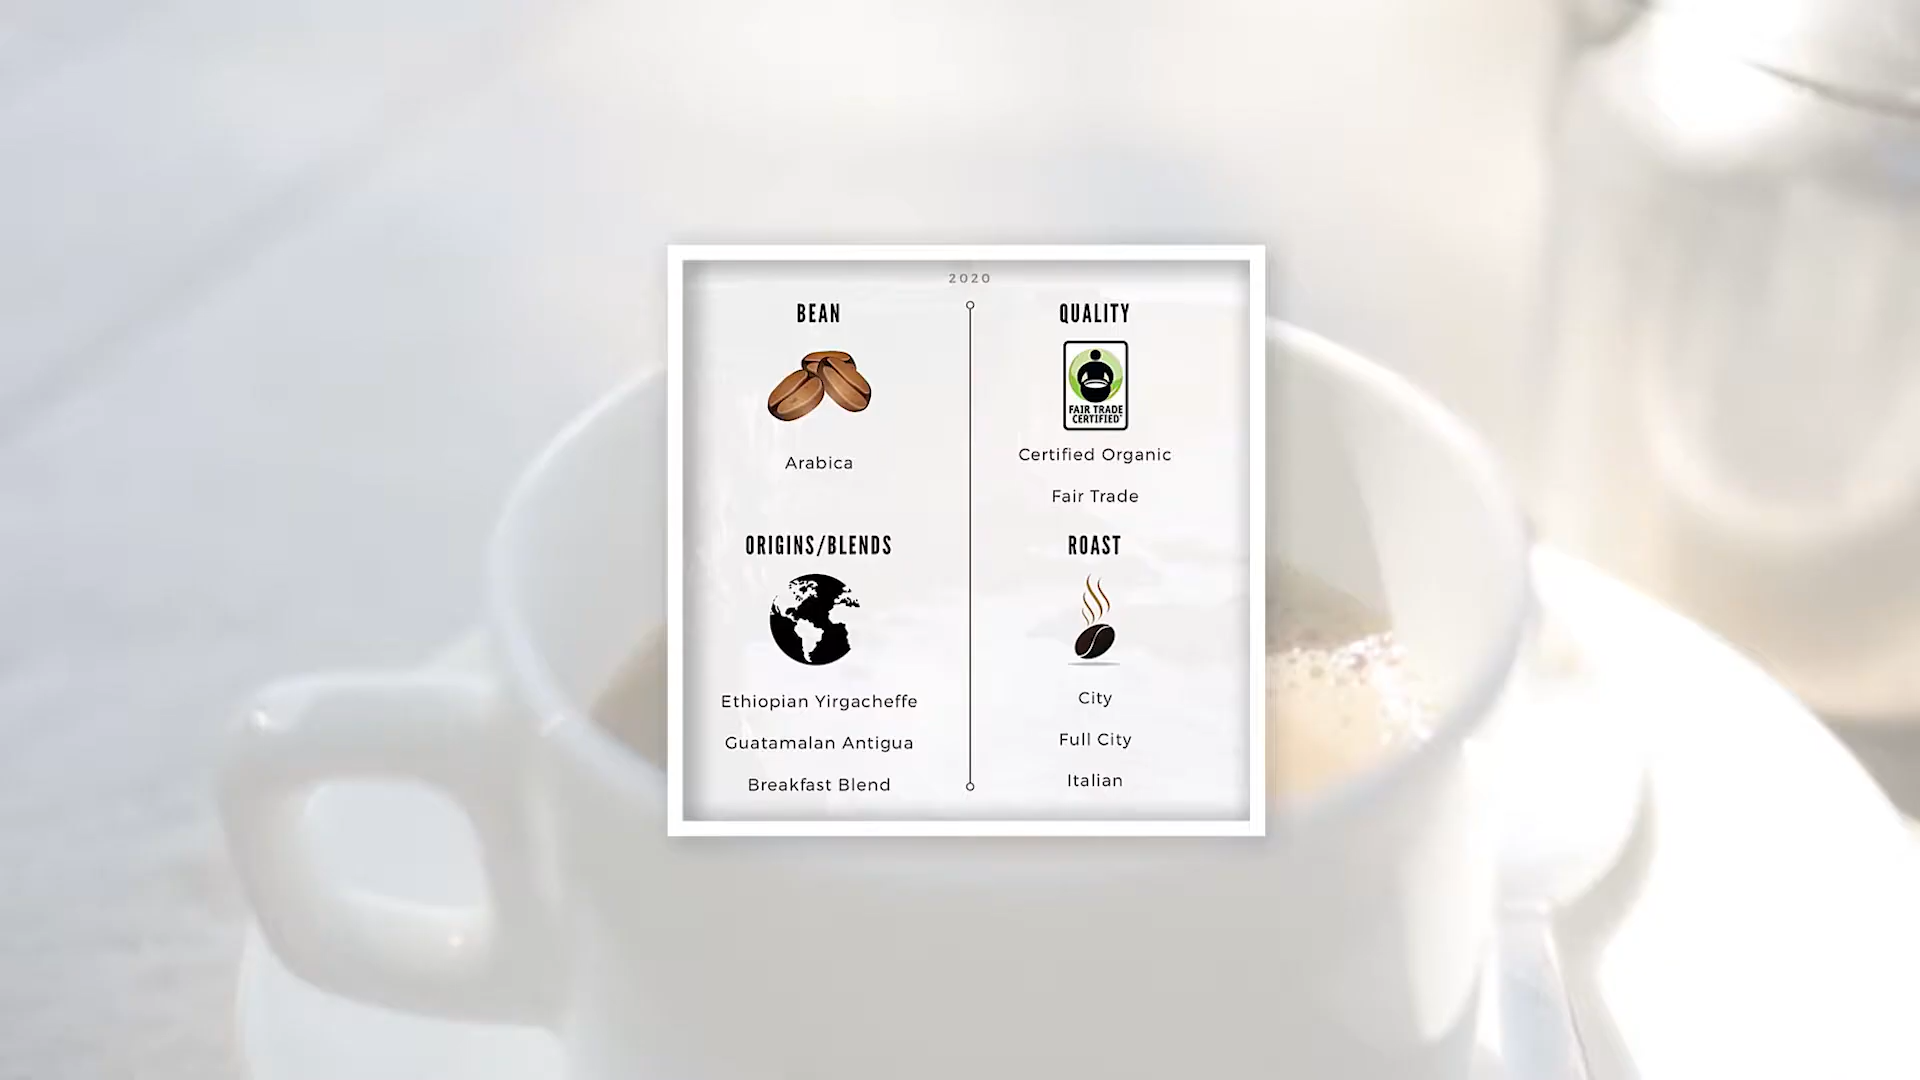 2020
BEAN
Arabica
ORIGINS/BLENDS
Ethiopian Yirgacheffe
Guatamalan Antigua
Breakfast Blend
QUALITY
FAIR TRADE
CERTIFIED
Certified Organic
Fair Trade
ROAST
City
Full City
Italian